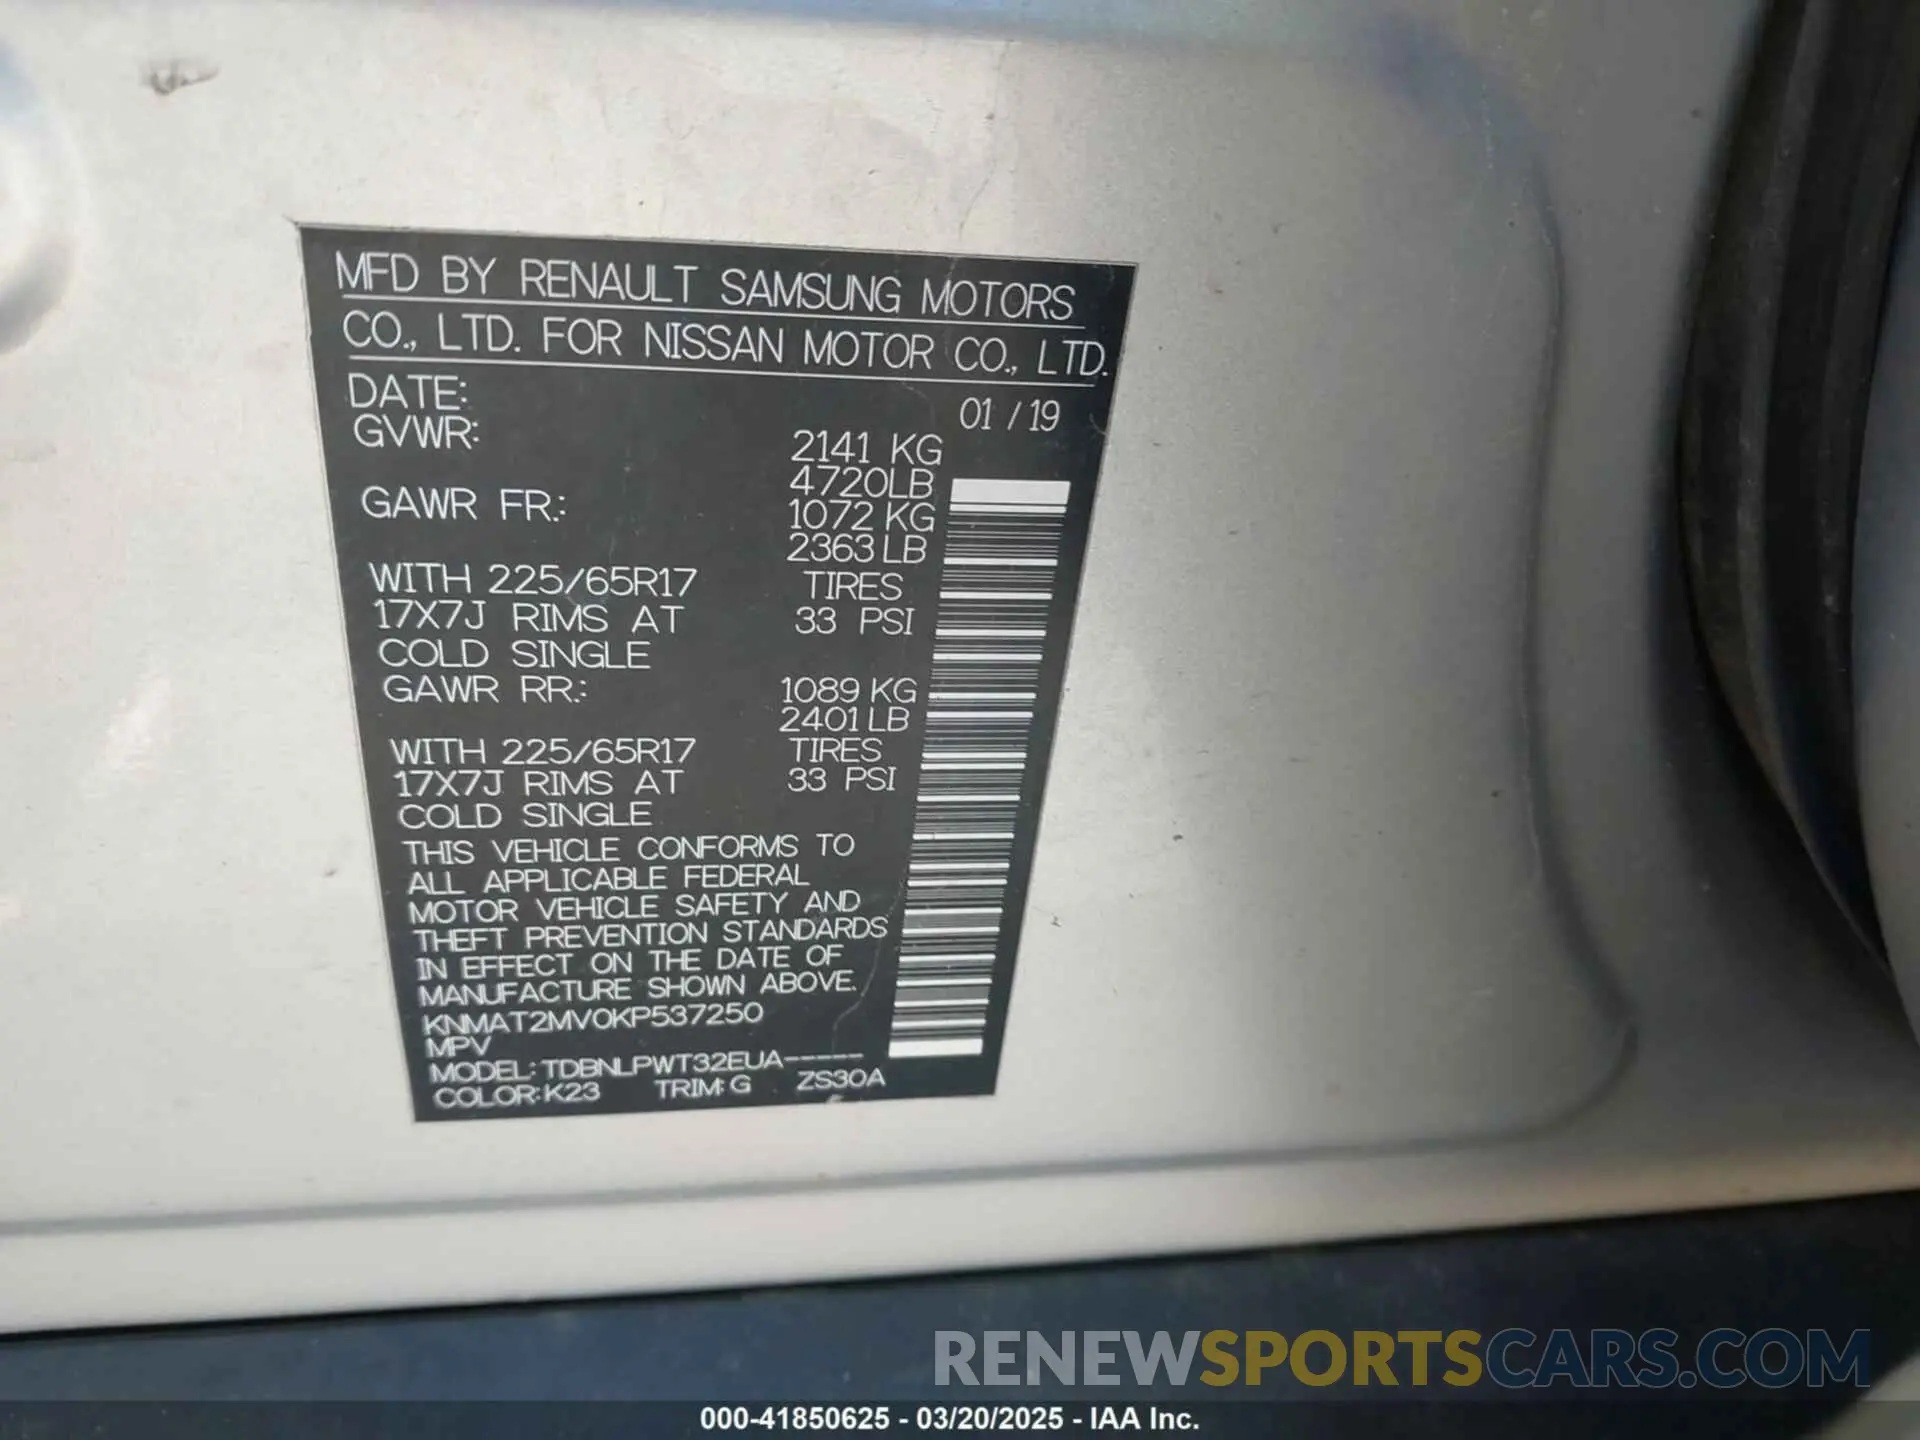 MFD BY RENAULT SAMSUNG MOTORS
CO., LTD. FOR NISSAN MOTOR CO., LTD.
DATE: 01 / 19
GVWR: 2141 KG
4720LB
GAWR FR.: 1072 KG
2363 LB
WITH 225/65R17 TIRES
17X7J RIMS AT 33 PSI
COLD SINGLE
GAWR RR.: 1089 KG
2401 LB
WITH 225/65R17 TIRES
17X7J RIMS AT 33 PSI
COLD SINGLE
THIS VEHICLE CONFORMS TO
ALL APPLICABLE FEDERAL
MOTOR VEHICLE SAFETY AND
THEFT PREVENTION STANDARDS
IN EFFECT ON THE DATE OF
MANUFACTURE SHOWN ABOVE.
KNMAT2MV0KP537250
MPV
MODEL: TDBNLPWT32EUA-----
COLOR: K23 TRIM: G ZS30A
RENEWSPORTSCARS.COM
000-41850625 - 03/20/2025 - IAA Inc.